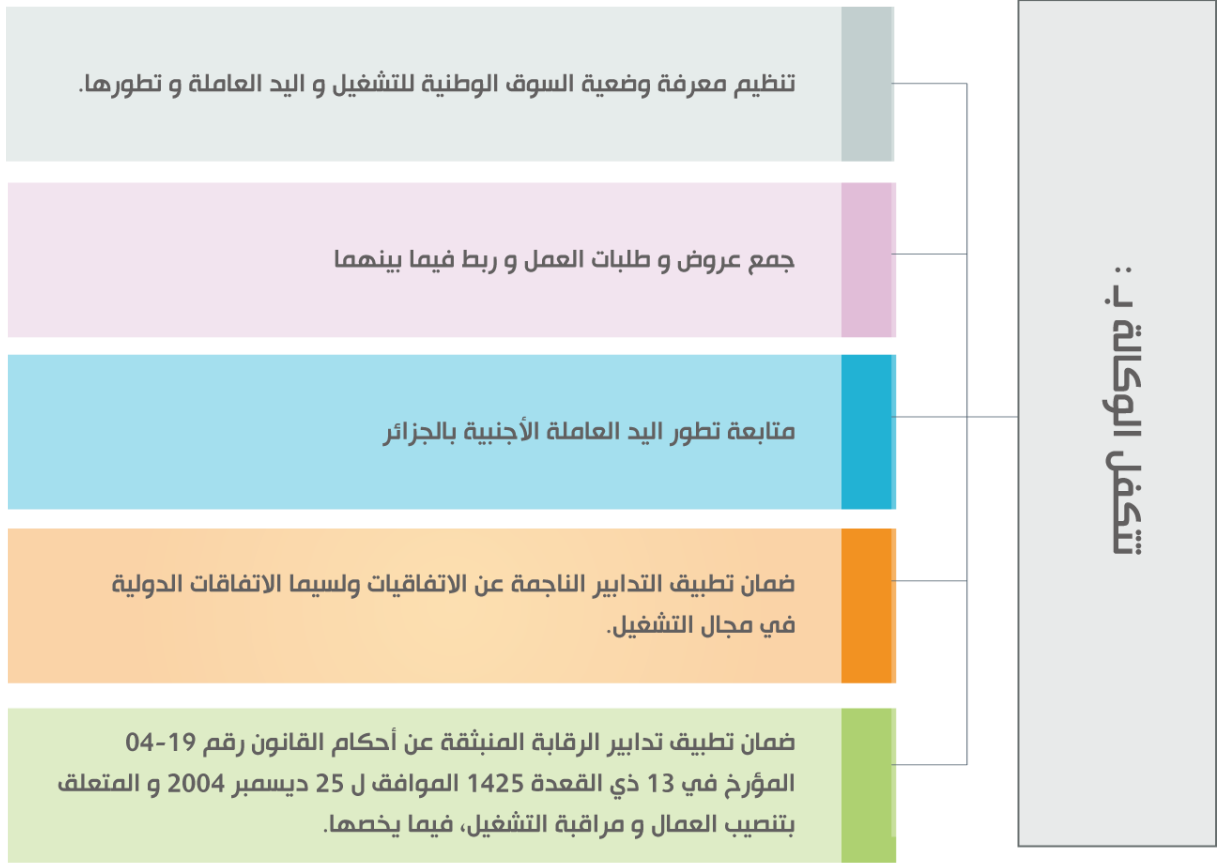 تتكفل الوكالة بـ :
تنظيم معرفة وضعية السوق الوطنية للتشغيل و اليد العاملة و تطورها.
جمع عروض و طلبات العمل و ربط فيما بينهما
متابعة تطور اليد العاملة الأجنبية بالجزائر
ضمان تطبيق التدابير الناجمة عن الاتفاقيات ولسيما الاتفاقات الدولية
في مجال التشغيل.
ضمان تطبيق تدابير الرقابة المنبثقة عن أحكام القانون رقم 19-04
المؤرخ في 13 ذي القعدة 1425 الموافق ل 25 ديسمبر 2004 و المتعلق
بتنصيب العمال و مراقبة التشغيل، فيما يخصها.